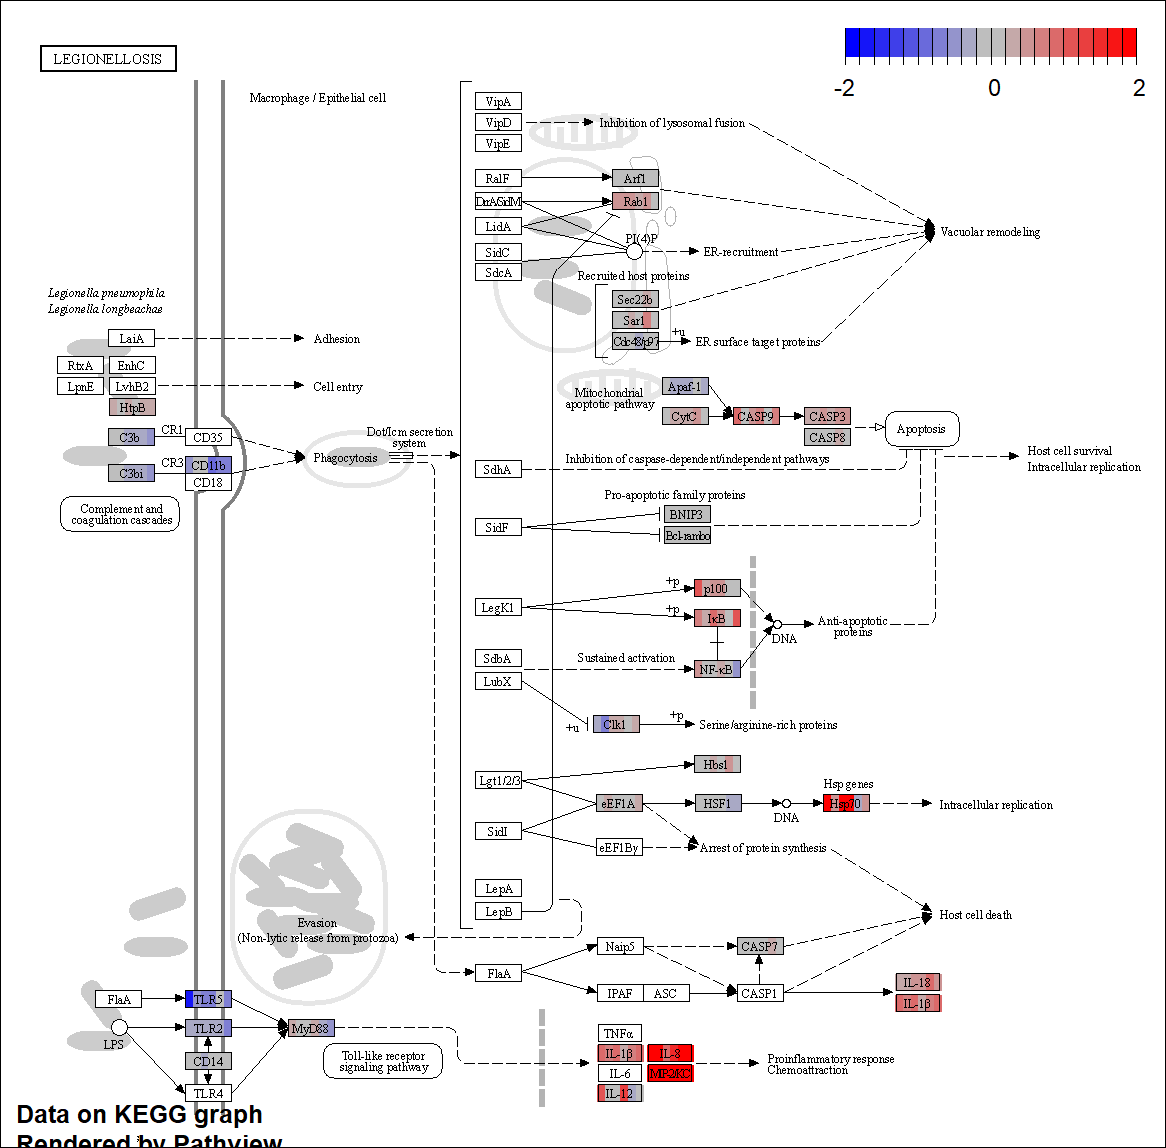 LEGIONELLOSIS
-2
0
2
Macrophage / Epithelial cell
VipA
VipD
Inhibition of lysosomal fusion
VipE
RalF
Arf1
DrrA/SidM
Rab1
LidA
Vacuolar remodeling
PI(4)P
SidC
ER-recruitment
SdcA
Recruited host proteins
Legionella pneumophila
Legionella longbeachae
Sec22b
Sar1
+u
Cdc48/p97
ER surface target proteins
LaiA
Adhesion
RtxA
EnhC
LpnE
LvhB2
Cell entry
HtpB
Mitochondrial
apoptotic pathway
Apaf-1
CytC
CASP9
CASP3
CASP8
Apoptosis
C3b
CR1
CD35
Dot/Icm secretion
system
Phagocytosis
CR3
CD11b
C3bi
CD18
SdhA
Inhibition of caspase-dependent/independent pathways
Host cell survival
Intracellular replication
Complement and
coagulation cascades
Pro-apoptotic family proteins
BNIP3
SidF
Bcl-rambo
+p
p100
LegK1
+p
IκB
DNA
Anti-apoptotic
proteins
SdbA
Sustained activation
NF-κB
LubX
+u
Clk1
+p
Serine/arginine-rich proteins
Hbs1
Lgt1/2/3
Hsp genes
eEF1A
HSF1
DNA
Hsp70
Intracellular replication
SidI
eEF1By
Arrest of protein synthesis
LepA
LepB
Host cell death
Evasion
(Non-lytic release from protozoa)
Naip5
CASP7
FlaA
IPAF
ASC
CASP1
IL-18
IL-1β
FlaA
TLR5
TLR2
MyD88
LPS
CD14
TLR4
Toll-like receptor
signaling pathway
TNFα
IL-1β
IL-8
IL-6
IL-12
Proinflammatory response
Chemoattraction
Data on KEGG graph
Rendered by Pathview